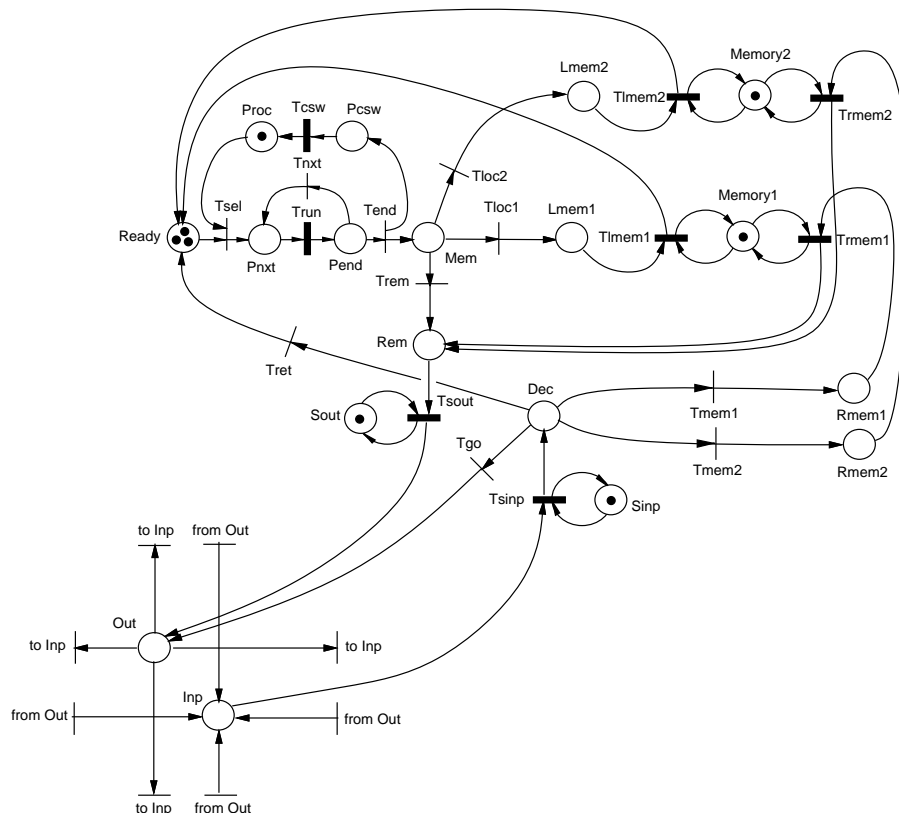 Memory2
Lmem2
Tlmem2
Trmem2
Proc
Tcsw
Pcsw
Tnxt
Tloc2
Memory1
Tsel
Trun
Tend
Tloc1
Lmem1
Tlmem1
Trmem1
Ready
Pnxt
Pend
Mem
Trem
Rem
Tret
Dec
Tsout
Sout
Tmem1
Rmem1
Tgo
Tmem2
Rmem2
Tsinp
Sinp
to Inp
from Out
Out
to Inp
to Inp
Inp
from Out
from Out
to Inp
from Out